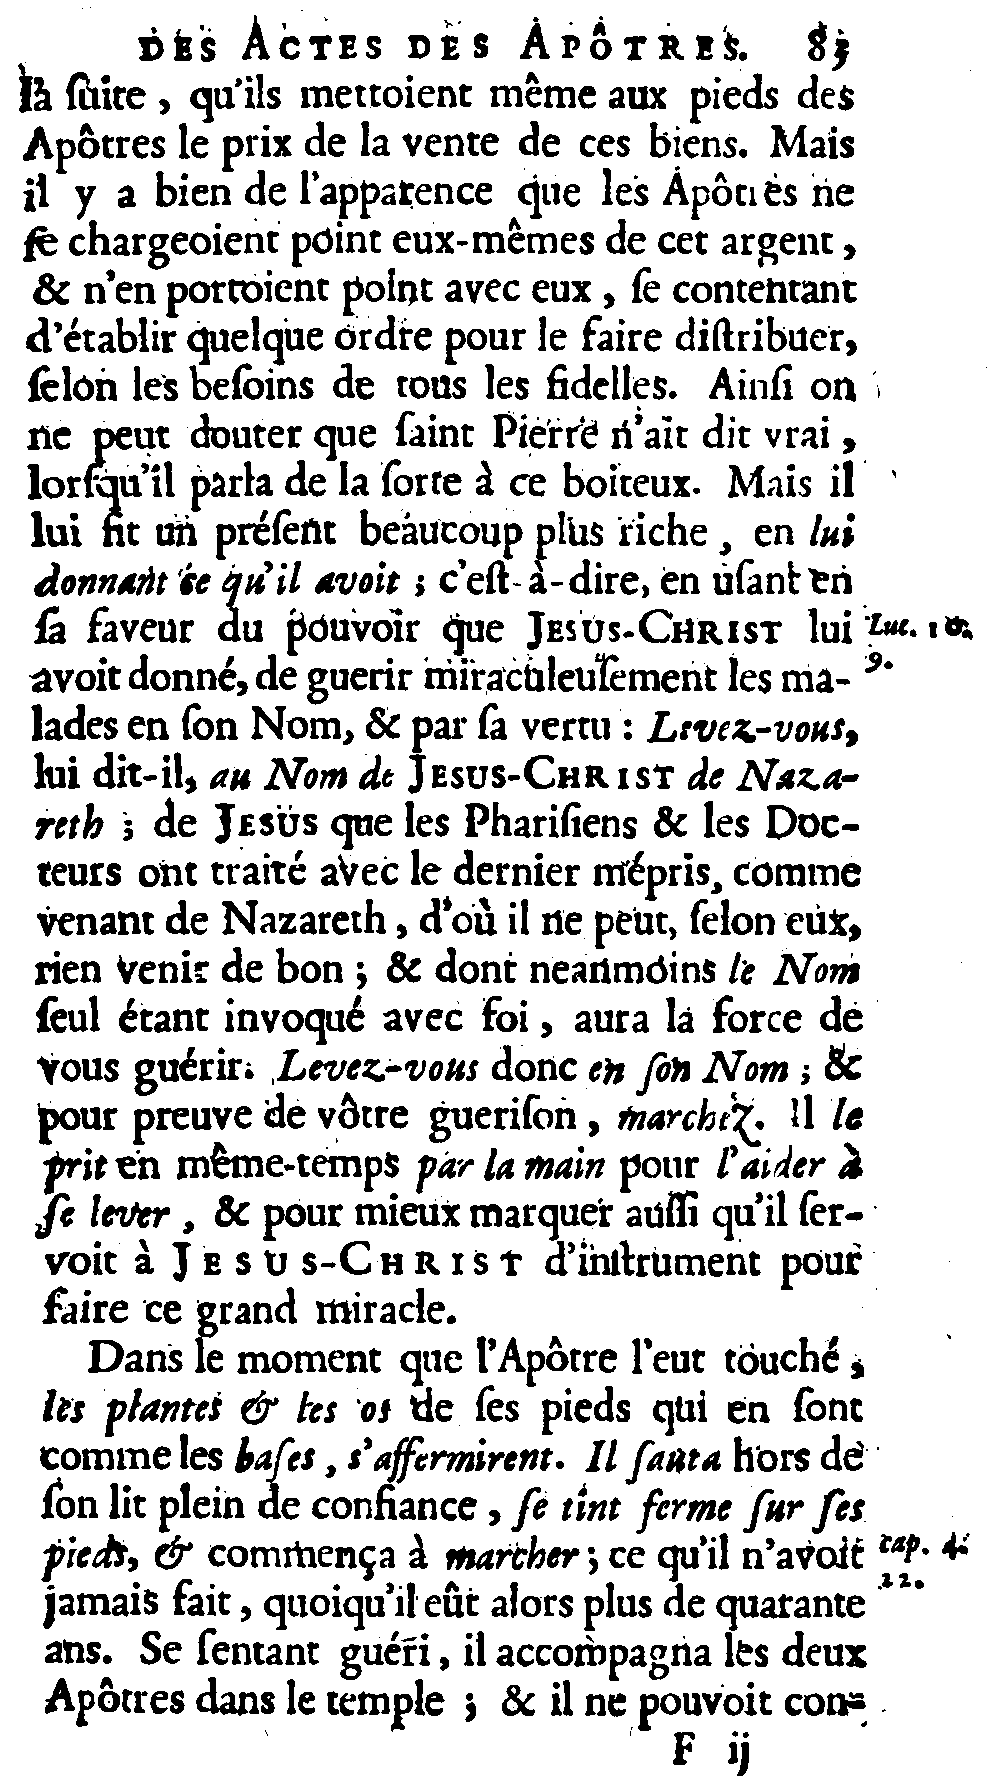 DES ACTES DES APÔTRES. 83
la ſuite, qu'ils mettoient même aux pieds des
Apôtres le prix de la vente de ces biens. Mais
il y a bien de l'apparence que les Apôtres ne
ſe chargeoient point eux-mêmes de cet argent,
& n'en portoient point avec eux, ſe contentant
d'établir quelque ordre pour le faire diſtribuer,
ſelon les beſoins de tous les fidelles. Ainſi on
ne peut douter que ſaint Pierre n'ait dit vrai,
lorſqu'il parla de la ſorte à ce boiteux. Mais il
lui fit un préſent beaucoup plus riche, en lui
donnant ce qu'il avoit; c'eſt-à-dire, en uſant en
ſa faveur du pouvoir que JESUS-CHRIST lui
Luc. 10.
avoit donné, de guerir miraculeuſement les ma-
9.
lades en ſon Nom, & par ſa vertu : Levez-vous,
lui dit-il, au Nom de JESUS-CHRIST de Naza-
reth; de JESUS que les Phariſiens & les Doc-
teurs ont traité avec le dernier mépris, comme
venant de Nazareth, d'où il ne peut, ſelon eux,
rien venir de bon; & dont neanmoins le Nom
ſeul étant invoqué avec foi, aura la force de
vous guérir. Levez-vous donc en ſon Nom; &
pour preuve de vôtre gueriſon, marchez. Il le
prit en même-temps par la main pour l'aider à
ſe lever, & pour mieux marquer auſſi qu'il ſer-
voit à JESUS-CHRIST d'inſtrument pour
faire ce grand miracle.
Dans le moment que l'Apôtre l'eut touché,
les plantes & les os de ſes pieds qui en ſont
comme les baſes, s'affermirent. Il ſauta hors de
ſon lit plein de confiance, ſe tint ferme ſur ſes
pieds, & commença à marcher; ce qu'il n'avoit
cap. 4.
22.
jamais fait, quoiqu'il eût alors plus de quarante
ans. Se ſentant guéri, il accompagna les deux
Apôtres dans le temple; & il ne pouvoit con-
F ij